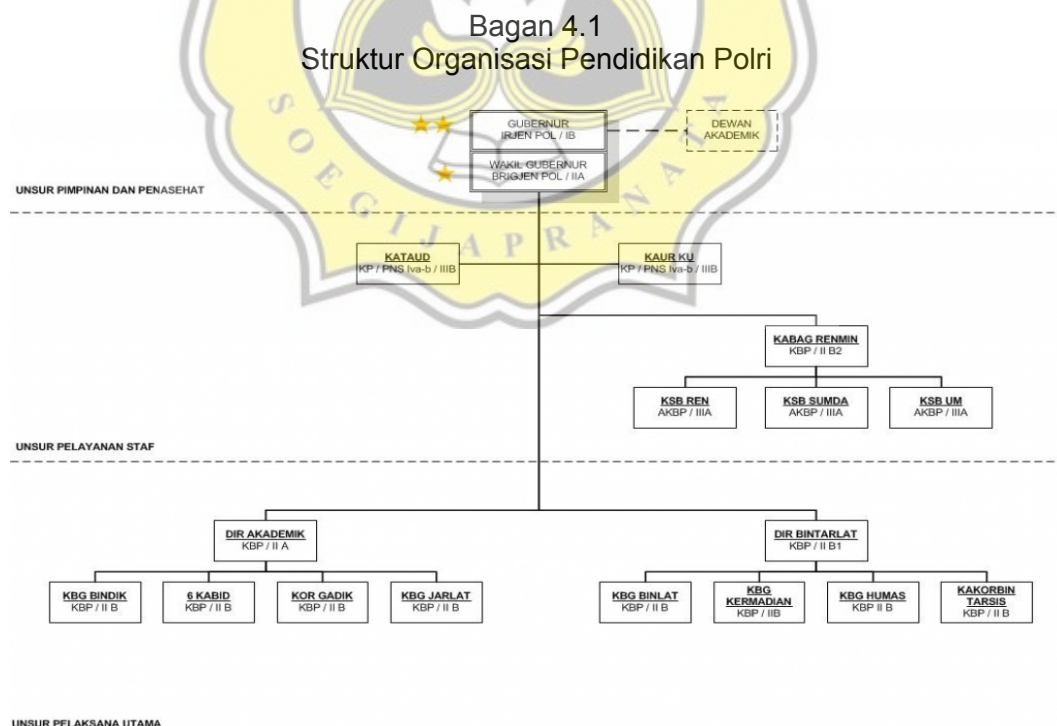 Bagan 4.1
Struktur Organisasi Pendidikan Polri
SOEGIJAPRANATA
GUBERNUR
IRJEN POL / IB
DEWAN
AKADEMIK
WAKIL GUBERNUR
BRIGJEN POL / IIA
UNSUR PIMPINAN DAN PENASEHAT
KATAUD
KP / PNS Iva-b / IIIB
KAUR KU
KP / PNS Iva-b / IIIB
KABAG RENMIN
KBP / II B2
KSB REN
AKBP / IIIA
KSB SUMDA
AKBP / IIIA
KSB UM
AKBP / IIIA
UNSUR PELAYANAN STAF
DIR AKADEMIK
KBP / II A
DIR BINTARLAT
KBP / II B1
KBG BINDIK
KBP / II B
6 KABID
KBP / II B
KOR GADIK
KBP / II B
KBG JARLAT
KBP / II B
KBG BINLAT
KBP / II B
KBG
KERMADIAN
KBP / IIB
KBG HUMAS
KBP II B
KAKORBIN
TARSIS
KBP / II B
UNSUR PELAKSANA UTAMA